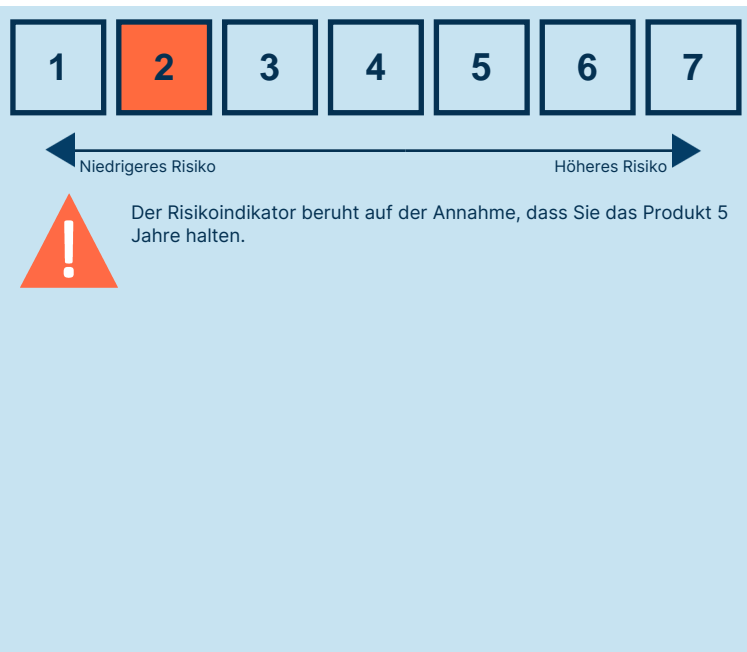 1 2 3 4 5 6 7
Niedrigeres Risiko Höheres Risiko
Der Risikoindikator beruht auf der Annahme, dass Sie das Produkt 5
Jahre halten.